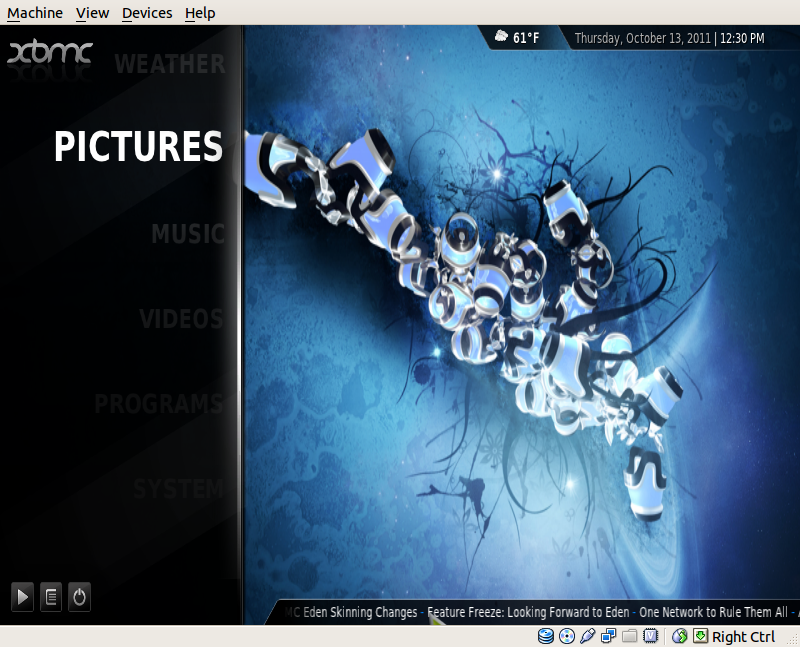 Machine View Devices Help
xbmc
WEATHER
61°F
Thursday, October 13, 2011 | 12:30 PM
PICTURES
MUSIC
VIDEOS
PROGRAMS
SYSTEM
MC Eden Skinning Changes - Feature Freeze: Looking Forward to Eden - One Network to Rule Them All -
Right Ctrl